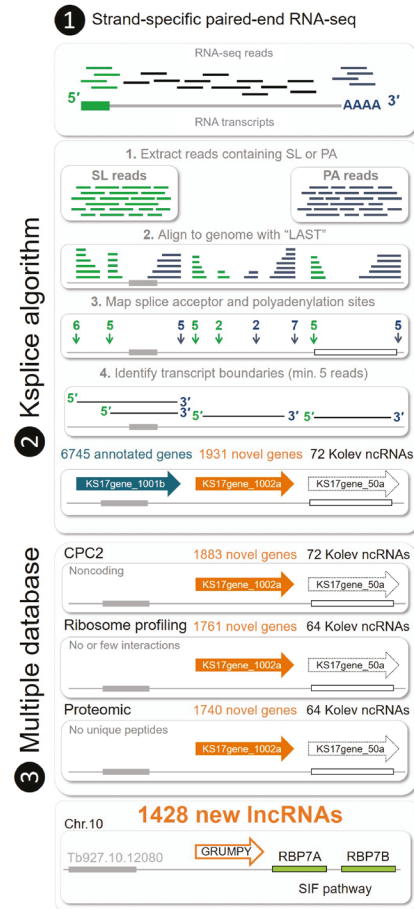 1 Strand-specific paired-end RNA-seq
RNA-seq reads
5′ AAAA 3′
RNA transcripts
2 Ksplice algorithm
1. Extract reads containing SL or PA
SL reads PA reads
2. Align to genome with “LAST”
3. Map splice acceptor and polyadenylation sites
6 5 5 5 2 2 7 5 5
4. Identify transcript boundaries (min. 5 reads)
5′ 3′
5′ 3′ 5′ 3′ 5′ 3′
6745 annotated genes 1931 novel genes 72 Kolev ncRNAs
KS17gene_1001b KS17gene_1002a KS17gene_50a
3 Multiple database
CPC2 1883 novel genes 72 Kolev ncRNAs
Noncoding
KS17gene_1002a KS17gene_50a
Ribosome profiling 1761 novel genes 64 Kolev ncRNAs
No or few interactions
KS17gene_1002a KS17gene_50a
Proteomic 1740 novel genes 64 Kolev ncRNAs
No unique peptides
KS17gene_1002a KS17gene_50a
1428 new lncRNAs
Chr.10
GRUMPY
Tb927.10.12080 RBP7A RBP7B
SIF pathway